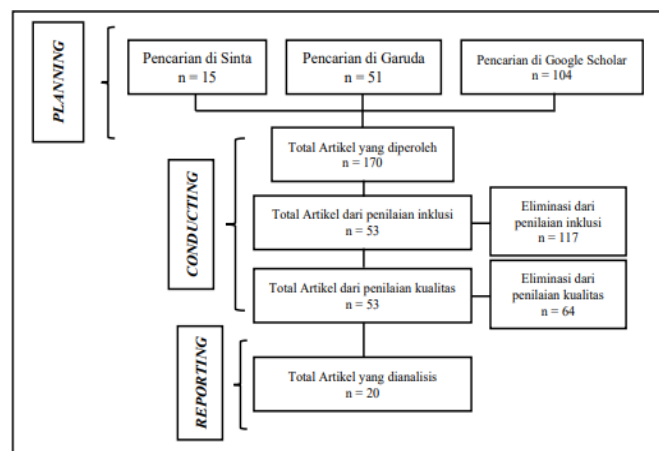 PLANNING
Pencarian di Sinta
n = 15
Pencarian di Garuda
n = 51
Pencarian di Google Scholar
n = 104
CONDUCTING
Total Artikel yang diperoleh
n = 170
Total Artikel dari penilaian inklusi
n = 53
Eliminasi dari
penilaian inklusi
n = 117
Total Artikel dari penilaian kualitas
n = 53
Eliminasi dari
penilaian kualitas
n = 64
REPORTING
Total Artikel yang dianalisis
n = 20